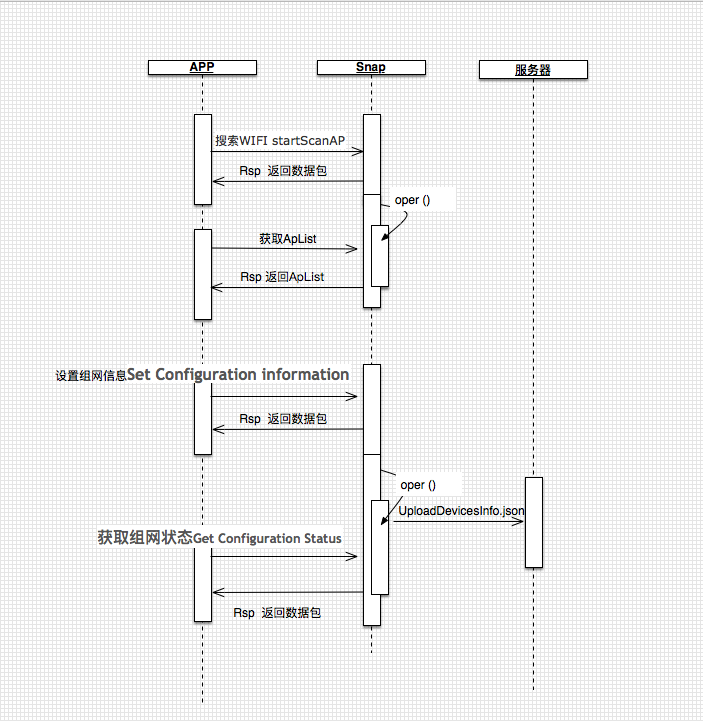 APP
Snap
服务器
搜索WIFI startScanAP
Rsp 返回数据包
oper ()
获取ApList
Rsp 返回ApList
设置组网信息Set Configuration information
Rsp 返回数据包
oper ()
UploadDevicesInfo.json
获取组网状态Get Configuration Status
Rsp 返回数据包